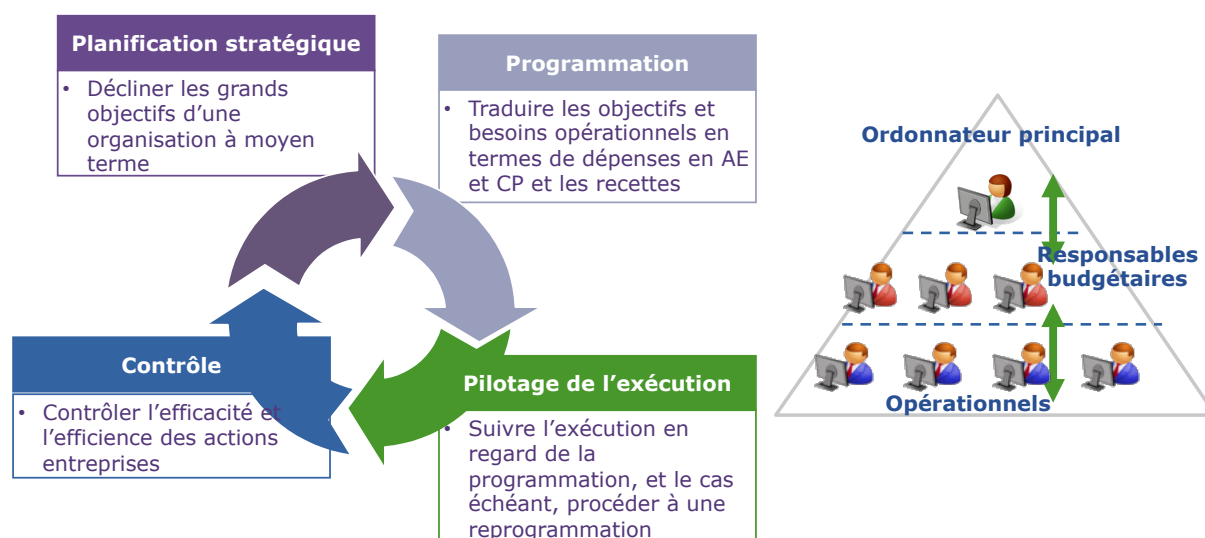 Planification stratégique
• Décliner les grands
objectifs d’une
organisation à moyen
terme
Programmation
• Traduire les objectifs et
besoins opérationnels en
termes de dépenses en AE
et CP et les recettes
Contrôle
• Contrôler l’efficacité et
l’efficience des actions
entreprises
Pilotage de l’exécution
• Suivre l’exécution en
regard de la
programmation, et le cas
échéant, procéder à une
reprogrammation
Ordonnateur principal
Responsables
budgétaires
Opérationnels